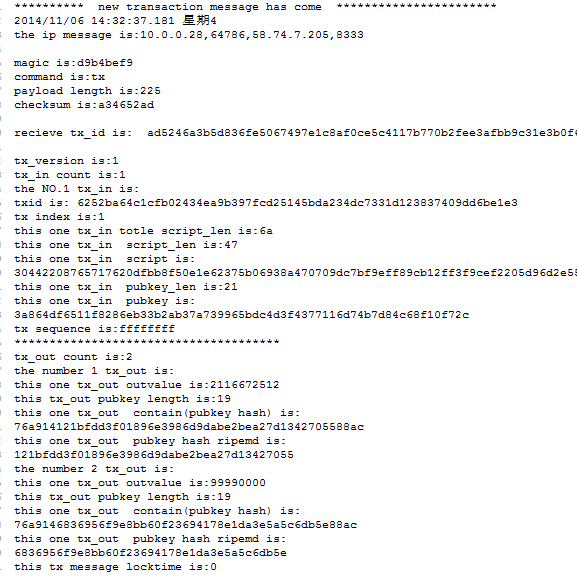 **********  new transaction message has come  ***********************
2014/11/06 14:32:37.181 星期4
the ip message is:10.0.0.28,64786,58.74.7.205,8333
magic is:d9b4bef9
command is:tx
payload length is:225
checksum is:a34652ad
recieve tx_id is:  ad5246a3b5d836fe5067497e1c8af0ce5c4117b770b2fee3afbb9c31e3b0f
tx_version is:1
tx_in count is:1
the NO.1 tx_in is:
txid is: 6252ba64c1cfb02434ea9b397fcd25145bda234dc7331d123837409dd6be1e3
tx index is:1
this one tx_in totle script_len is:6a
this one tx_in  script_len is:47
this one tx_in  script is:
30442208765717620dfbb8f50e1e62375b06938a470709dc7bf9eff89cb12ff3f9cef2205d96d2e5
this one tx_in  pubkey_len is:21
this one tx_in  pubkey is:
3a864df6511f8286eb33b2ab37a739965bdc4d3f4377116d74b7d84c68f10f72c
tx sequence is:ffffffff
**************************************
tx_out count is:2
the number 1 tx_out is:
this one tx_out outvalue is:2116672512
this tx_out pubkey length is:19
this one tx_out  contain(pubkey hash) is:
76a914121bfdd3f01896e3986d9dabe2bea27d1342705588ac
this one tx_out  pubkey hash ripemd is:
121bfdd3f01896e3986d9dabe2bea27d13427055
the number 2 tx_out is:
this one tx_out outvalue is:99990000
this tx_out pubkey length is:19
this one tx_out  contain(pubkey hash) is:
76a9146836956f9e8bb60f23694178e1da3e5a5c6db5e88ac
this one tx_out  pubkey hash ripemd is:
6836956f9e8bb60f23694178e1da3e5a5c6db5e
this tx message locktime is:0